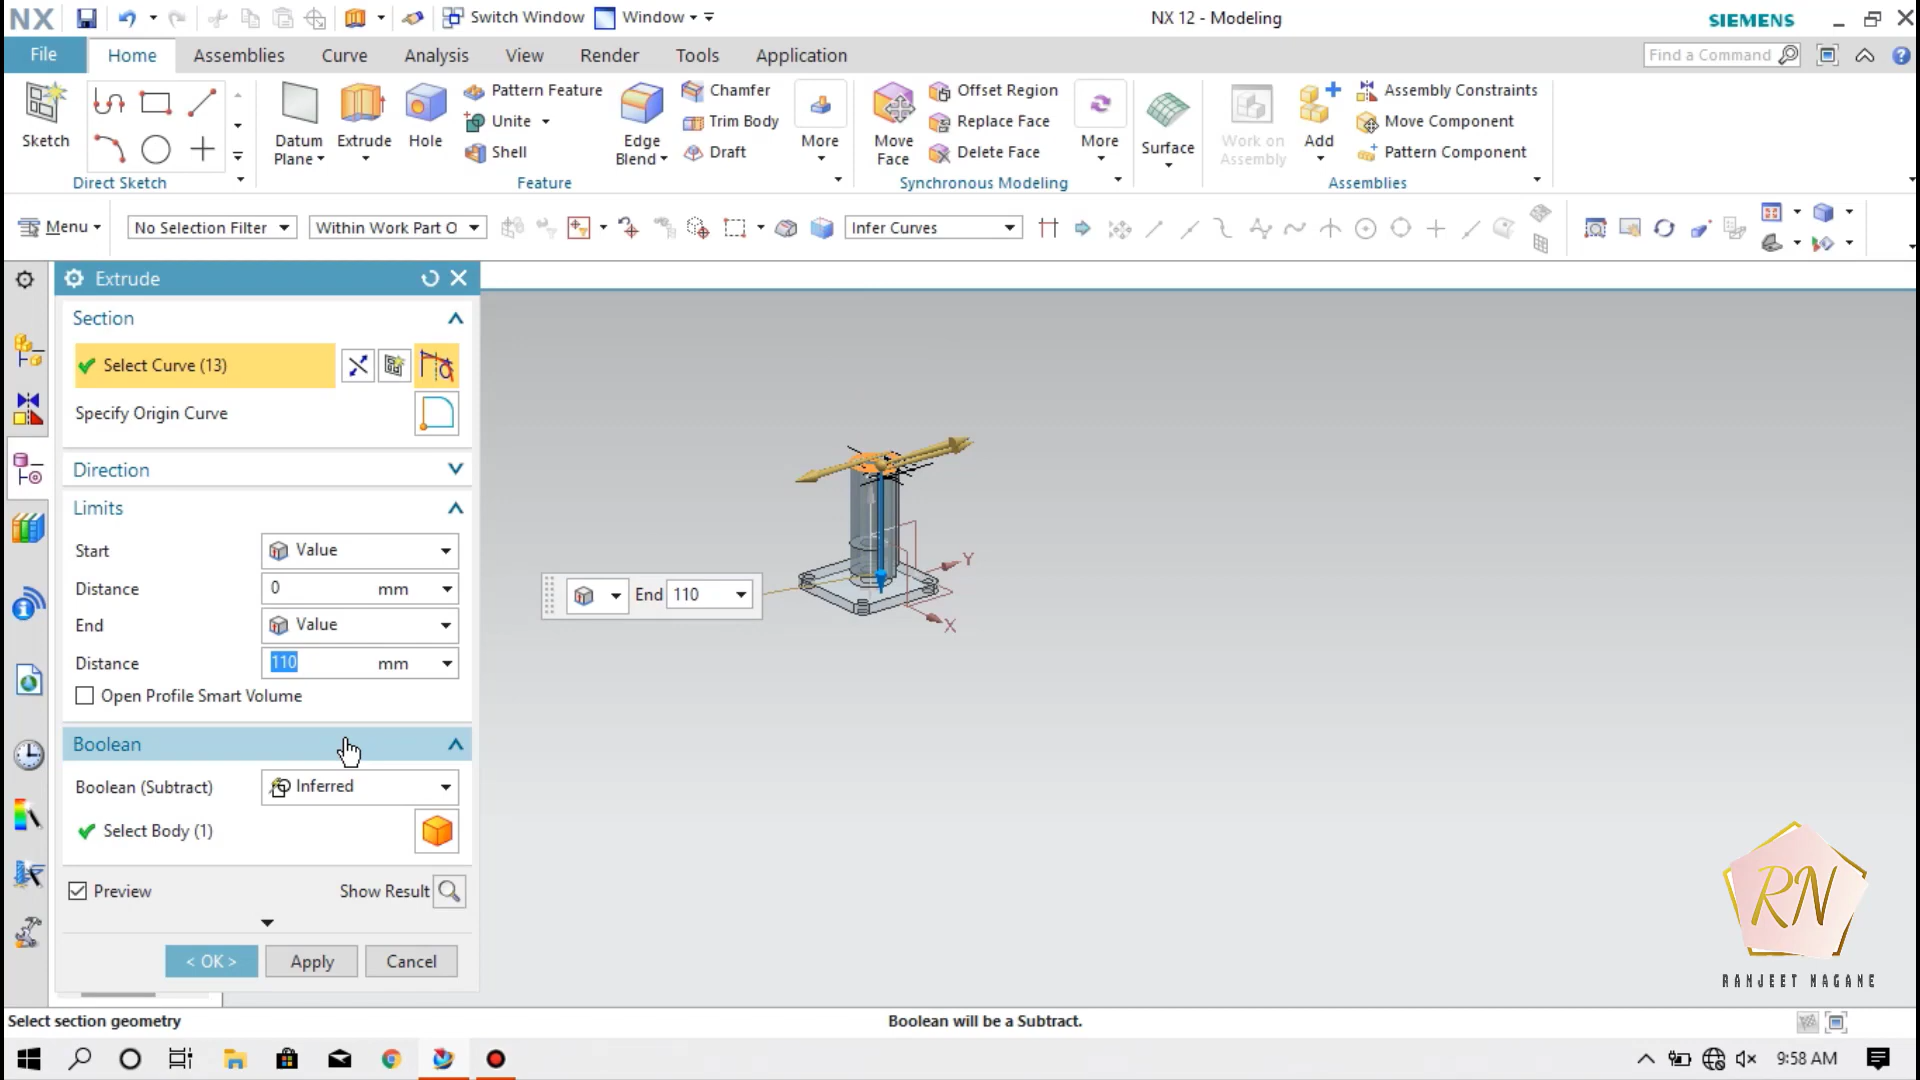 NX Switch Window Window NX 12 - Modeling SIEMENS
File Home Assemblies Curve Analysis View Render Tools Application Find a Command
Sketch
Direct Sketch
Datum Plane
Extrude
Hole
Pattern Feature
Unite
Shell
Edge Blend
Chamfer
Trim Body
Draft
More
Feature
Move Face
Offset Region
Replace Face
Delete Face
More
Synchronous Modeling
Surface
Work on Assembly
Add
Assembly Constraints
Move Component
Pattern Component
Assemblies
Menu No Selection Filter Within Work Part O Infer Curves
Extrude
Section
Select Curve (13)
Specify Origin Curve
Direction
Limits
Start Value
Distance 0 mm
End Value
Distance 110 mm
Open Profile Smart Volume
Boolean
Boolean (Subtract) Inferred
Select Body (1)
Preview Show Result
< OK > Apply Cancel
End 110
Y
X
RN
RANJEET NAGANE
Select section geometry Boolean will be a Subtract.
9:58 AM